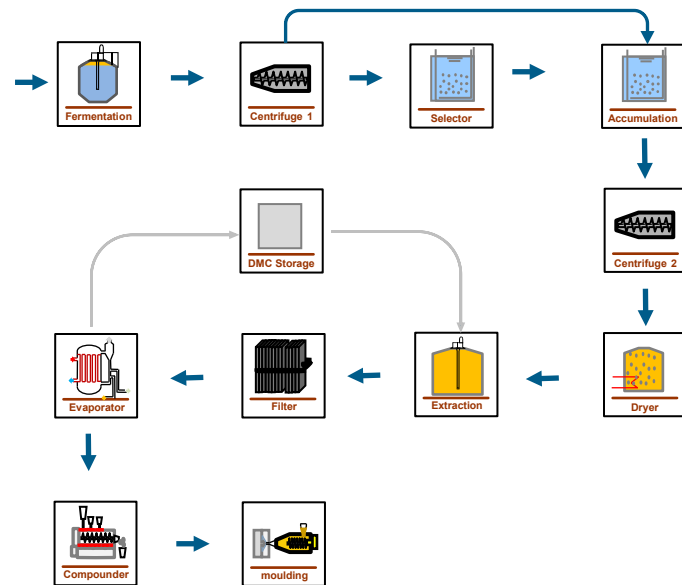 Fermentation
Centrifuge 1
Selector
Accumulation
DMC Storage
Centrifuge 2
Evaporator
Filter
Extraction
Dryer
Compounder
moulding